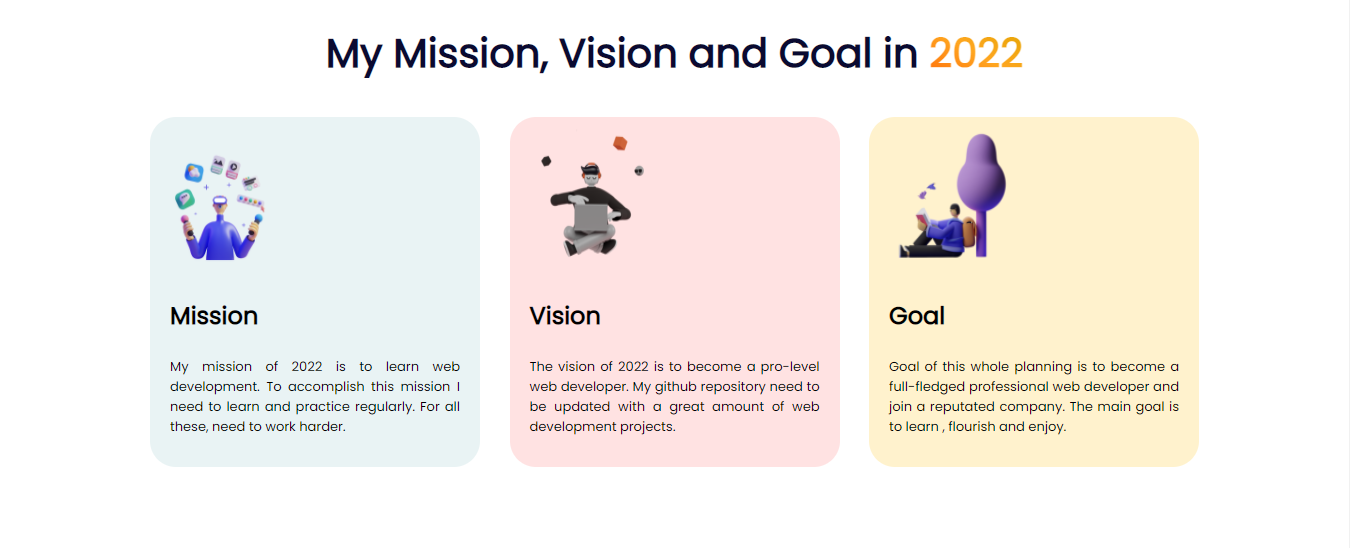 My Mission, Vision and Goal in 2022
Mission
My mission of 2022 is to learn web
development. To accomplish this mission I
need to learn and practice regularly. For all
these, need to work harder.
Vision
The vision of 2022 is to become a pro-level
web developer. My github repository need to
be updated with a great amount of web
development projects.
Goal
Goal of this whole planning is to become a
full-fledged professional web developer and
join a reputated company. The main goal is
to learn , flourish and enjoy.